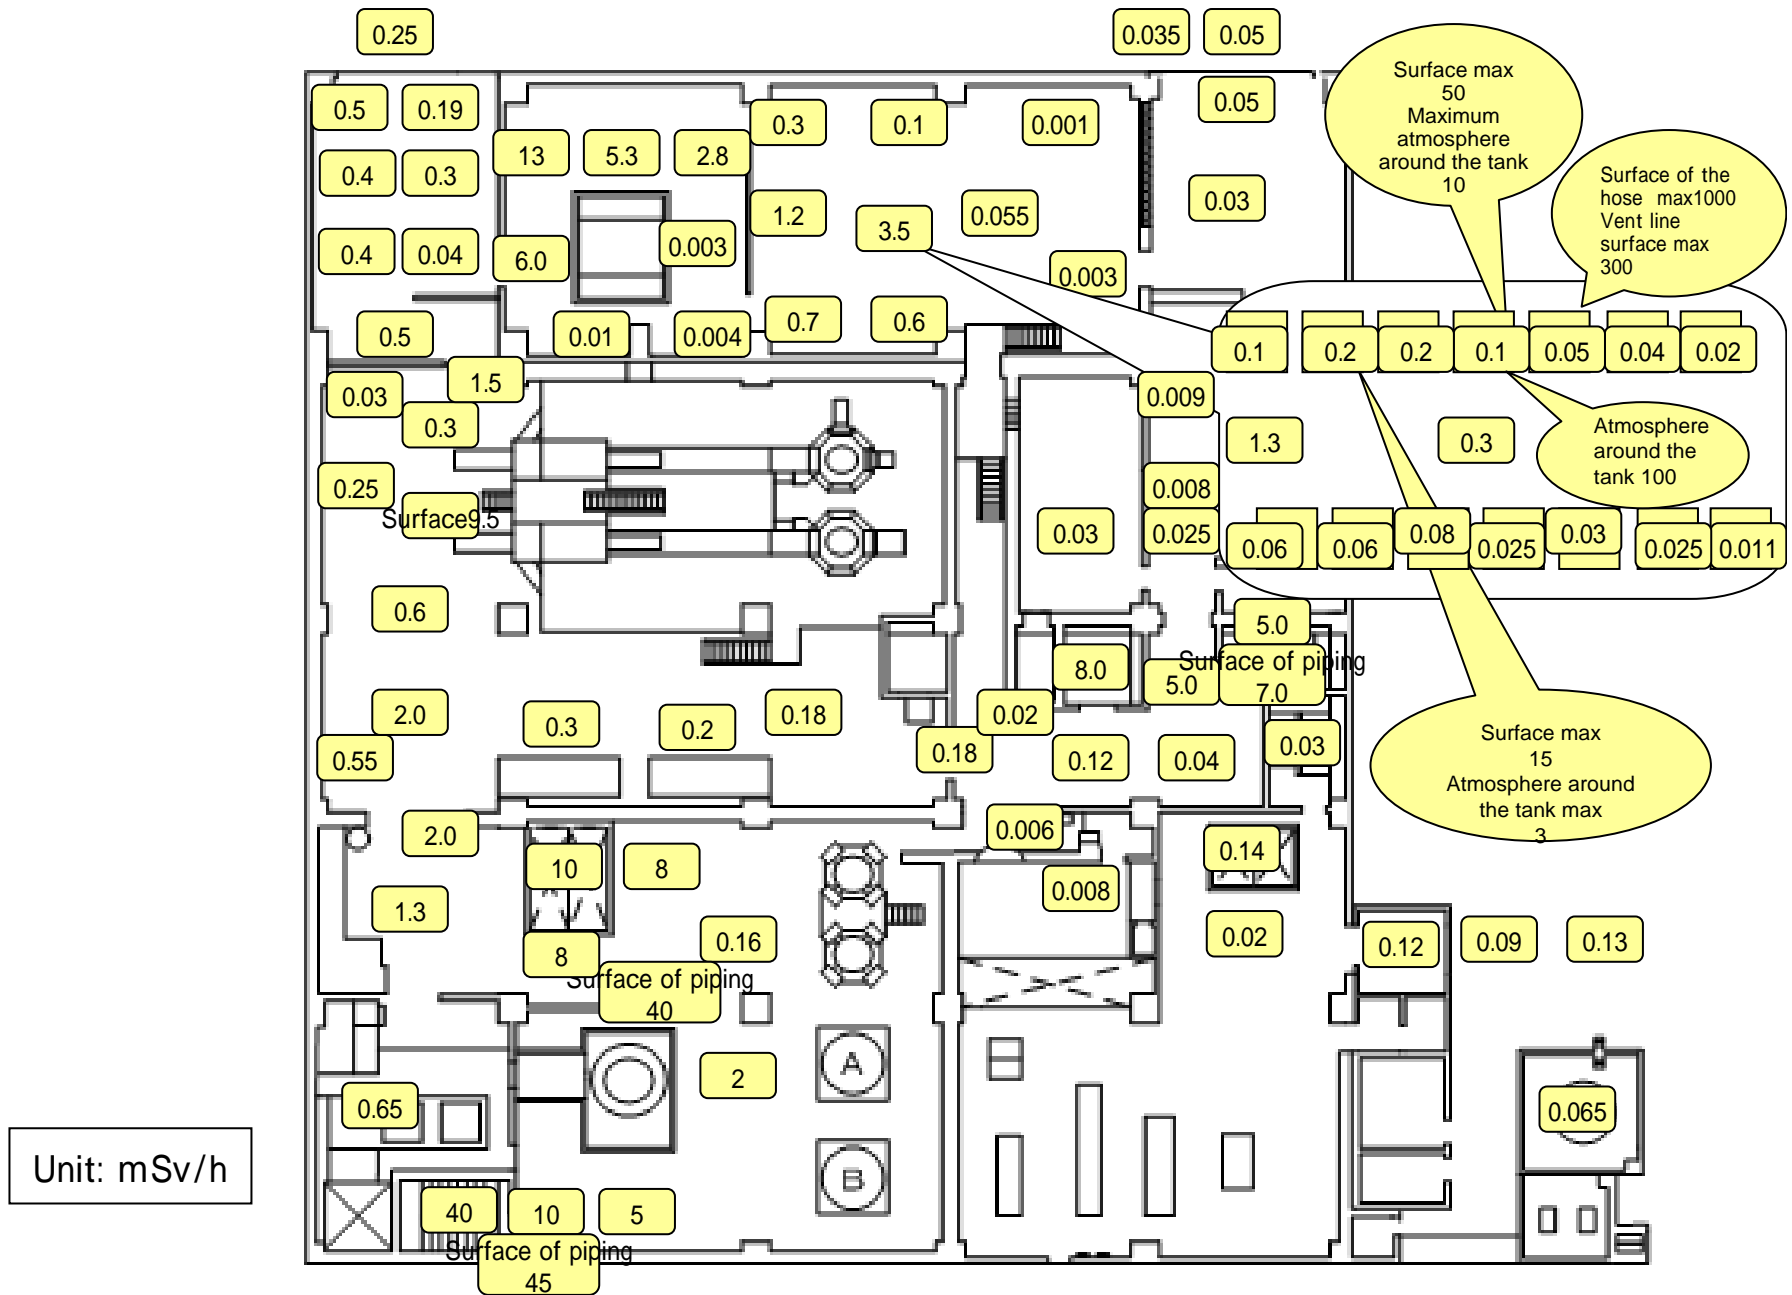 0.25
0.035 0.05
0.5 0.19
0.4 0.3
0.4 0.04
0.5
13 5.3 2.8
6.0 0.003
0.01 0.004
0.3 0.1 0.001
1.2 3.5 0.055
0.003
0.7 0.6
0.05
0.03
Surface max
50
Maximum
atmosphere
around the tank
10
Surface of the
hose max1000
Vent line
surface max
300
0.1 0.2 0.2 0.1 0.05 0.04 0.02
1.3 0.3
Atmosphere
around the
tank 100
0.06 0.06 0.08 0.025 0.03 0.025 0.011
0.03 1.5
0.3
0.25
Surface9.5
0.6
2.0
0.55
0.3 0.2 0.18
0.18
0.02
0.009
0.008
0.03 0.025
5.0
8.0 5.0
Surface of piping
7.0
0.12 0.04 0.03
Surface max
15
Atmosphere around
the tank max
3
2.0
1.3
10 8
8 0.16
Surface of piping
40
2
A
B
0.006
0.008
0.14
0.02
0.12 0.09 0.13
0.065
0.65
Unit: mSv/h
40 10 5
Surface of piping
45